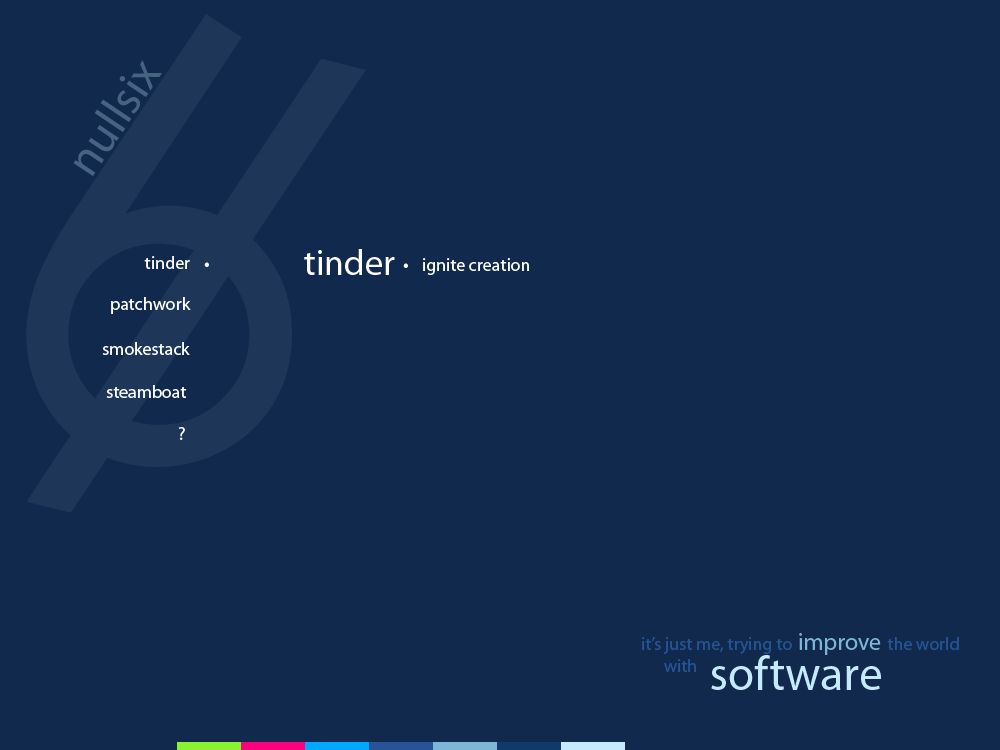 nullsix
tinder •
tinder • ignite creation
patchwork
smokestack
steamboat
?
it's just me, trying to improve the world
with software